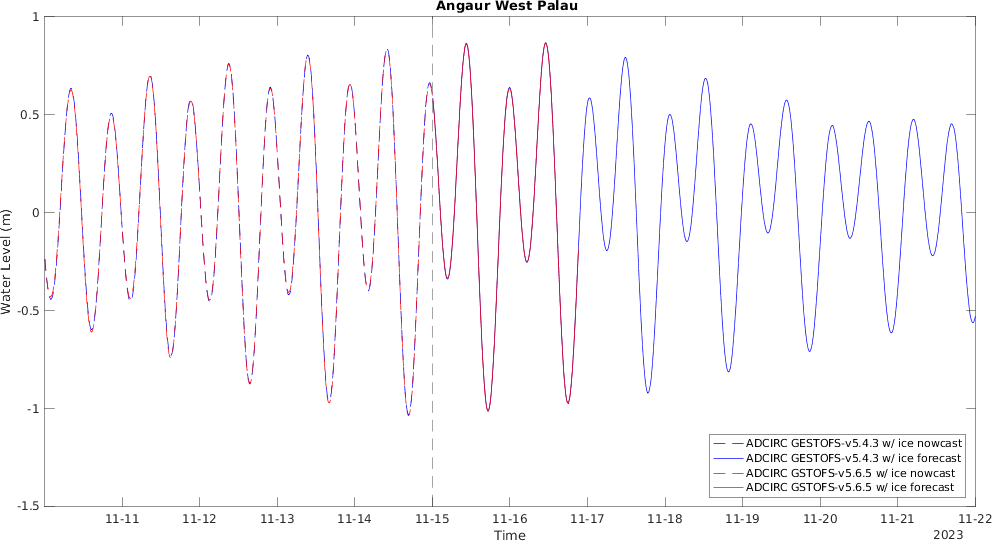 Angaur West Palau
1
0.5
0
-0.5
-1
-1.5
Water Level (m)
11-11
11-12
11-13
11-14
11-15
11-16
11-17
11-18
11-19
11-20
11-21
11-22
Time
2023
ADCIRC GESTOFS-v5.4.3 w/ ice nowcast
ADCIRC GESTOFS-v5.4.3 w/ ice forecast
ADCIRC GSTOFS-v5.6.5 w/ ice nowcast
ADCIRC GSTOFS-v5.6.5 w/ ice forecast